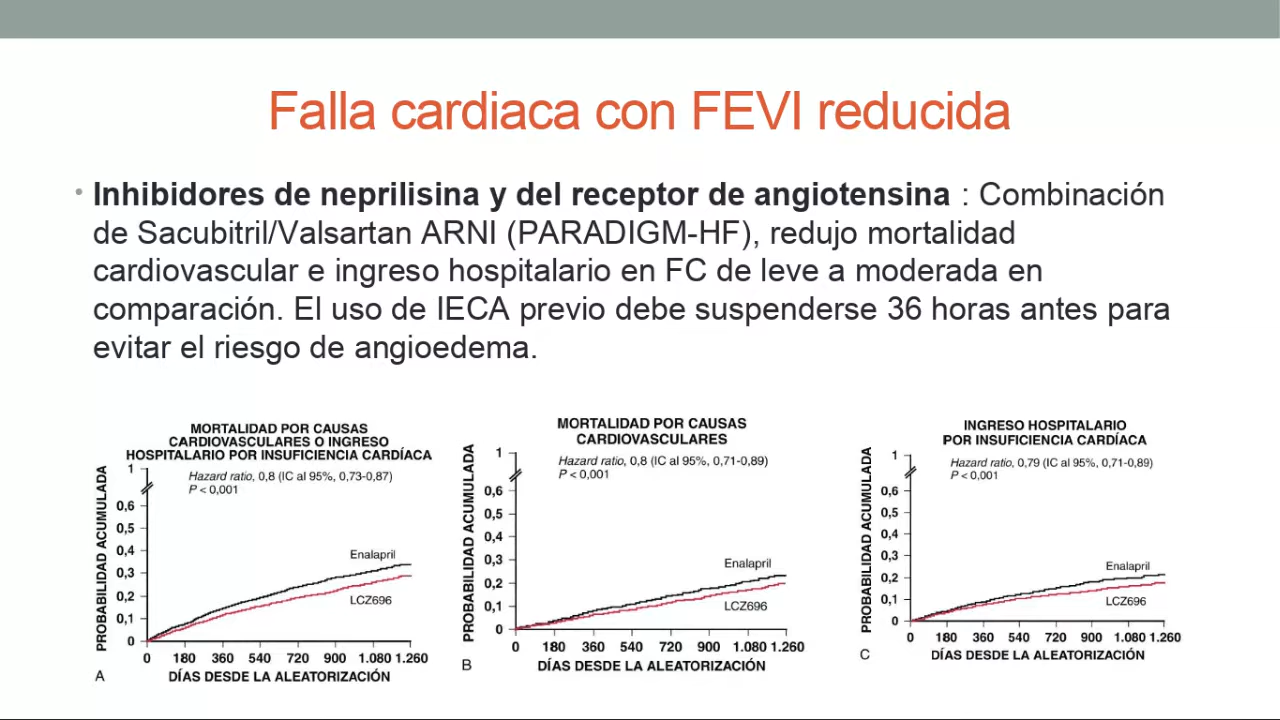 Falla cardiaca con FEVI reducida
• Inhibidores de neprilisina y del receptor de angiotensina : Combinación
de Sacubitril/Valsartan ARNI (PARADIGM-HF), redujo mortalidad
cardiovascular e ingreso hospitalario en FC de leve a moderada en
comparación. El uso de IECA previo debe suspenderse 36 horas antes para
evitar el riesgo de angioedema.
MORTALIDAD POR CAUSAS
CARDIOVASCULARES O INGRESO
HOSPITALARIO POR INSUFICIENCIA CARDÍACA
Hazard ratio, 0,8 (IC al 95%, 0,73-0,87)
P < 0,001
PROBABILIDAD ACUMULADA
1
0,6
0,5
0,4
0,3
0,2
0,1
0
Enalapril
LCZ696
0 180 360 540 720 900 1.080 1.260
DÍAS DESDE LA ALEATORIZACIÓN
A
MORTALIDAD POR CAUSAS
CARDIOVASCULARES
Hazard ratio, 0,8 (IC al 95%, 0,71-0,89)
P < 0,001
PROBABILIDAD ACUMULADA
1
0,6
0,5
0,4
0,3
0,2
0,1
0
Enalapril
LCZ696
0 180 360 540 720 900 1.080 1.260
DÍAS DESDE LA ALEATORIZACIÓN
B
INGRESO HOSPITALARIO
POR INSUFICIENCIA CARDÍACA
Hazard ratio, 0,79 (IC al 95%, 0,71-0,89)
P < 0,001
PROBABILIDAD ACUMULADA
1
0,6
0,5
0,4
0,3
0,2
0,1
0
Enalapril
LCZ696
0 180 360 540 720 900 1.080 1.260
DÍAS DESDE LA ALEATORIZACIÓN
C